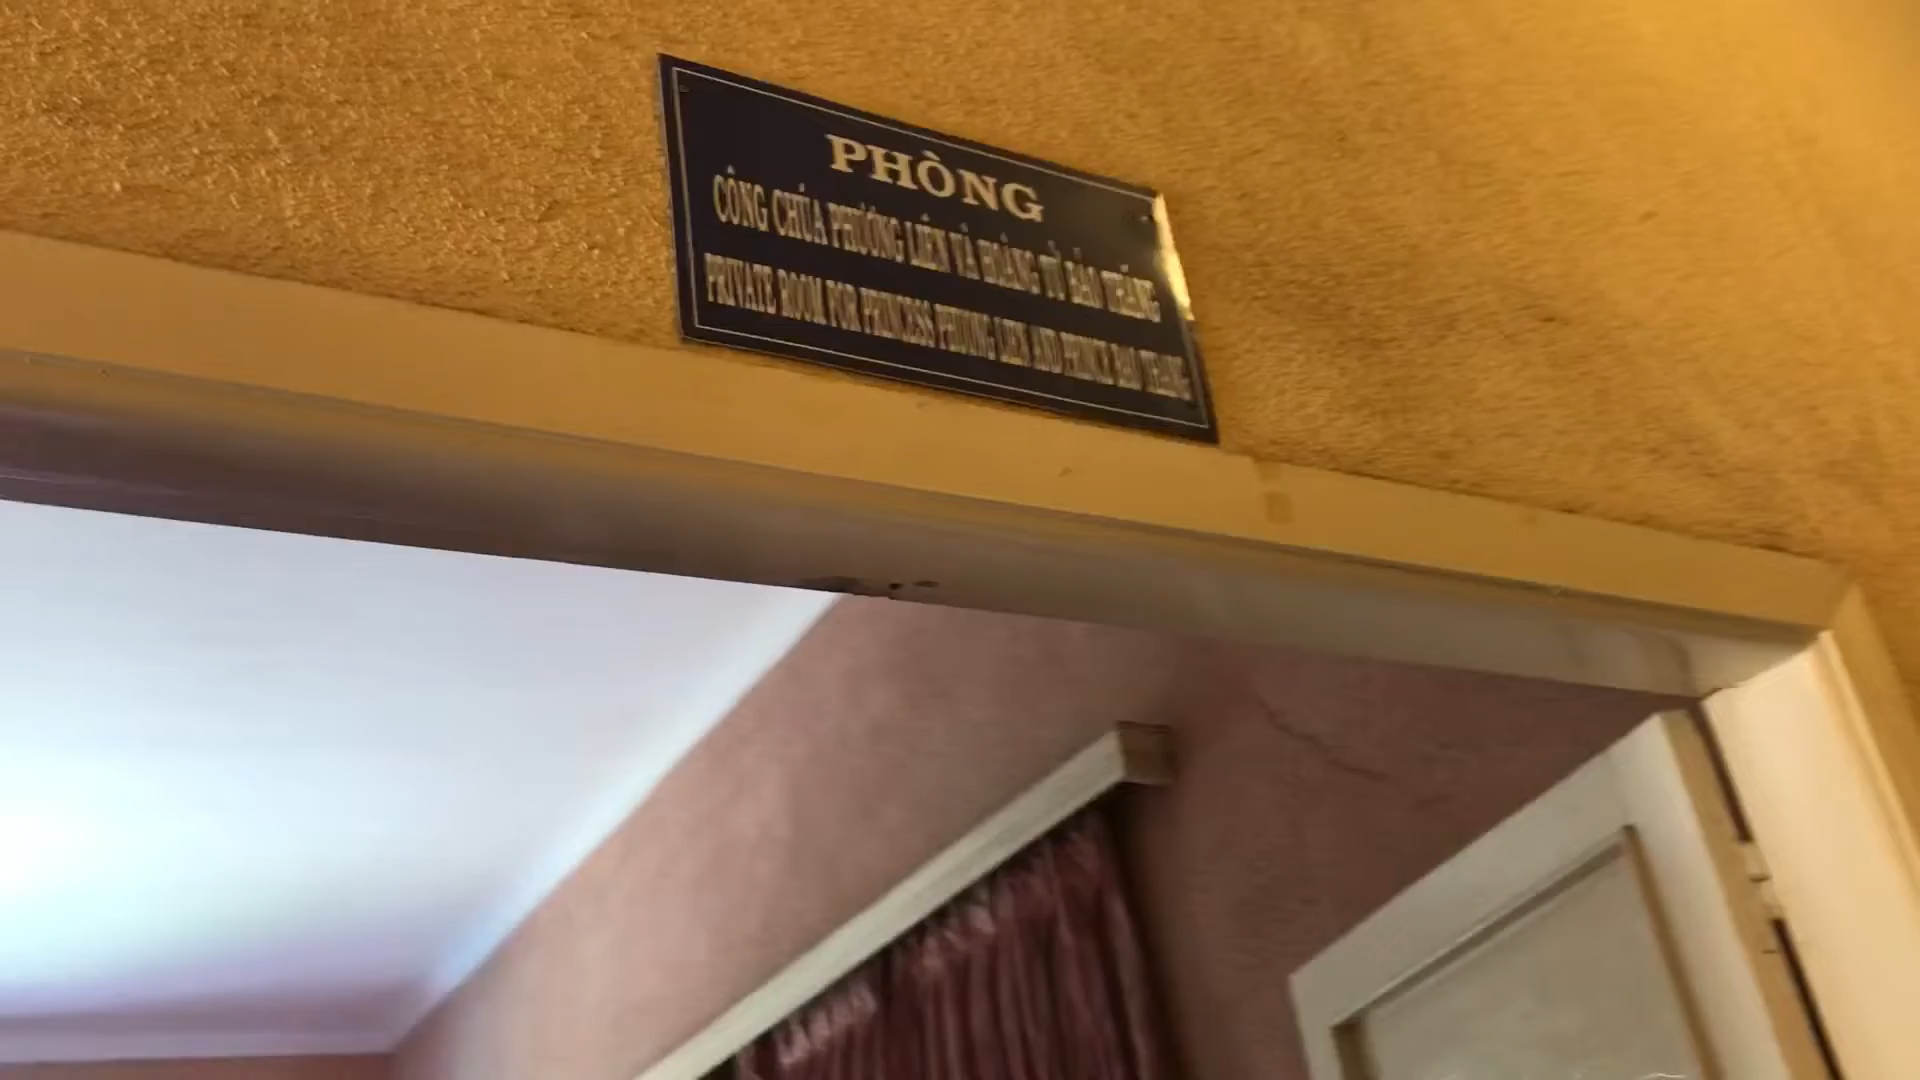 PHÒNG
CÔNG CHÚA PHƯƠNG LIÊN VÀ HOÀNG TỬ BẢO THĂNG
PRIVATE ROOM FOR PRINCESS PHUONG LIEN AND PRINCE BAO THANG